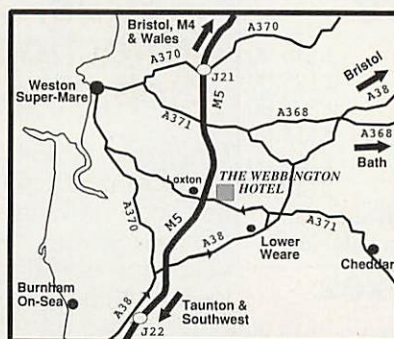 Bristol, M4
& Wales
A370
A370
J21
Bristol
Weston
Super-Mare
M5
A38
A371
A368
A368
Bath
Loxton
THE WEBBINGTON
HOTEL
A370
M5
A38
A371
Lower
Weare
Cheddar
Burnham
On-Sea
A38
Taunton &
Southwest
J22